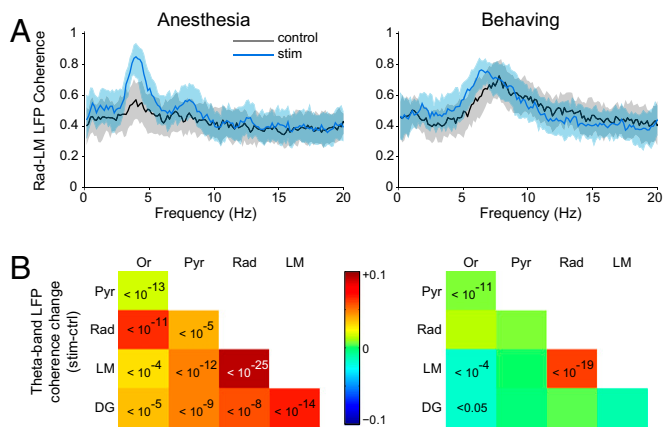 A
Anesthesia
Behaving
Rad-LM LFP Coherence
1
0.8
0.6
0.4
0.2
0
control
stim
0 5 10 15 20
Frequency (Hz)
1
0.8
0.6
0.4
0.2
0
0 5 10 15 20
Frequency (Hz)
B
Theta-band LFP
coherence change
(stim-ctrl)
Or Pyr Rad LM
Pyr < 10^-13
Rad < 10^-11 < 10^-5
LM < 10^-4 < 10^-12 < 10^-25
DG < 10^-5 < 10^-9 < 10^-8 < 10^-14
+0.1
0
−0.1
Or Pyr Rad LM
Pyr < 10^-11
Rad
LM < 10^-4 < 10^-19
DG <0.05